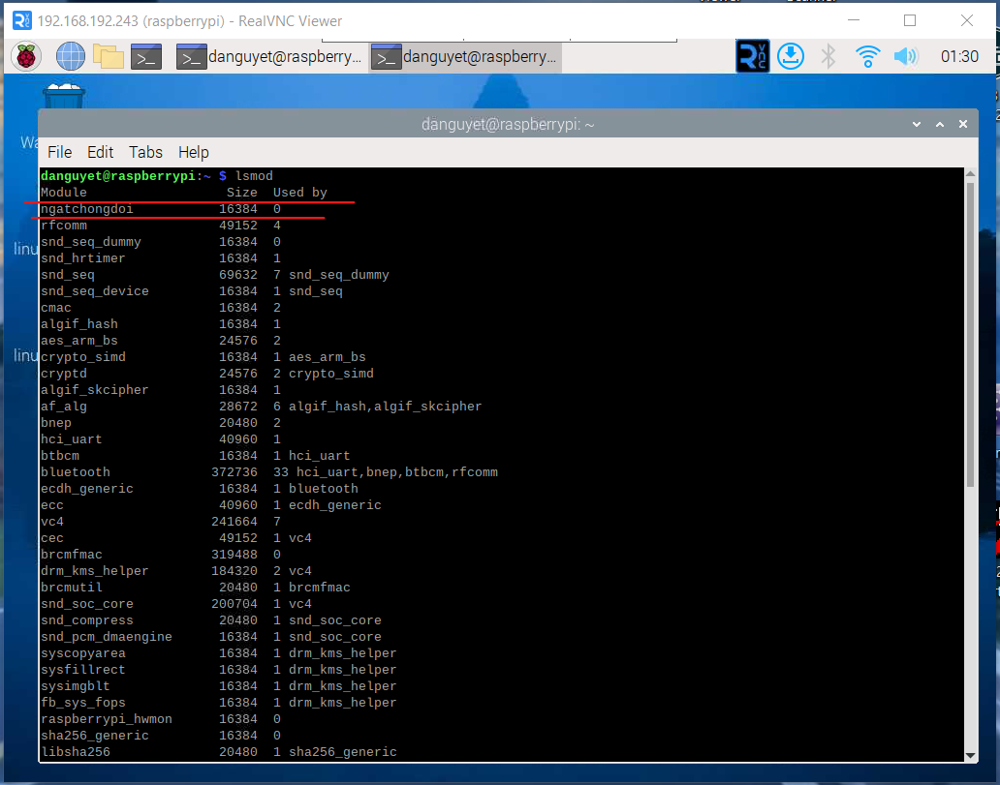 192.168.192.243 (raspberrypi) - RealVNC Viewer
danguyet@raspberry... danguyet@raspberry... 01:30
danguyet@raspberrypi: ~
File Edit Tabs Help
danguyet@raspberrypi:~ $ lsmod
Module Size Used by
ngatchongdoi 16384 0
rfcomm 49152 4
snd_seq_dummy 16384 0
snd_hrtimer 16384 1
snd_seq 69632 7 snd_seq_dummy
snd_seq_device 16384 1 snd_seq
cmac 16384 2
algif_hash 16384 1
aes_arm_bs 24576 2
crypto_simd 16384 1 aes_arm_bs
cryptd 24576 2 crypto_simd
algif_skcipher 16384 1
af_alg 28672 6 algif_hash,algif_skcipher
bnep 20480 2
hci_uart 40960 1
btbcm 16384 1 hci_uart
bluetooth 372736 33 hci_uart,bnep,btbcm,rfcomm
ecdh_generic 16384 1 bluetooth
ecc 40960 1 ecdh_generic
vc4 241664 7
cec 49152 1 vc4
brcmfmac 319488 0
drm_kms_helper 184320 2 vc4
brcmutil 20480 1 brcmfmac
snd_soc_core 200704 1 vc4
snd_compress 20480 1 snd_soc_core
snd_pcm_dmaengine 16384 1 snd_soc_core
syscopyarea 16384 1 drm_kms_helper
sysfillrect 16384 1 drm_kms_helper
sysimgblt 16384 1 drm_kms_helper
fb_sys_fops 16384 1 drm_kms_helper
raspberrypi_hwmon 16384 0
sha256_generic 16384 0
libsha256 20480 1 sha256_generic